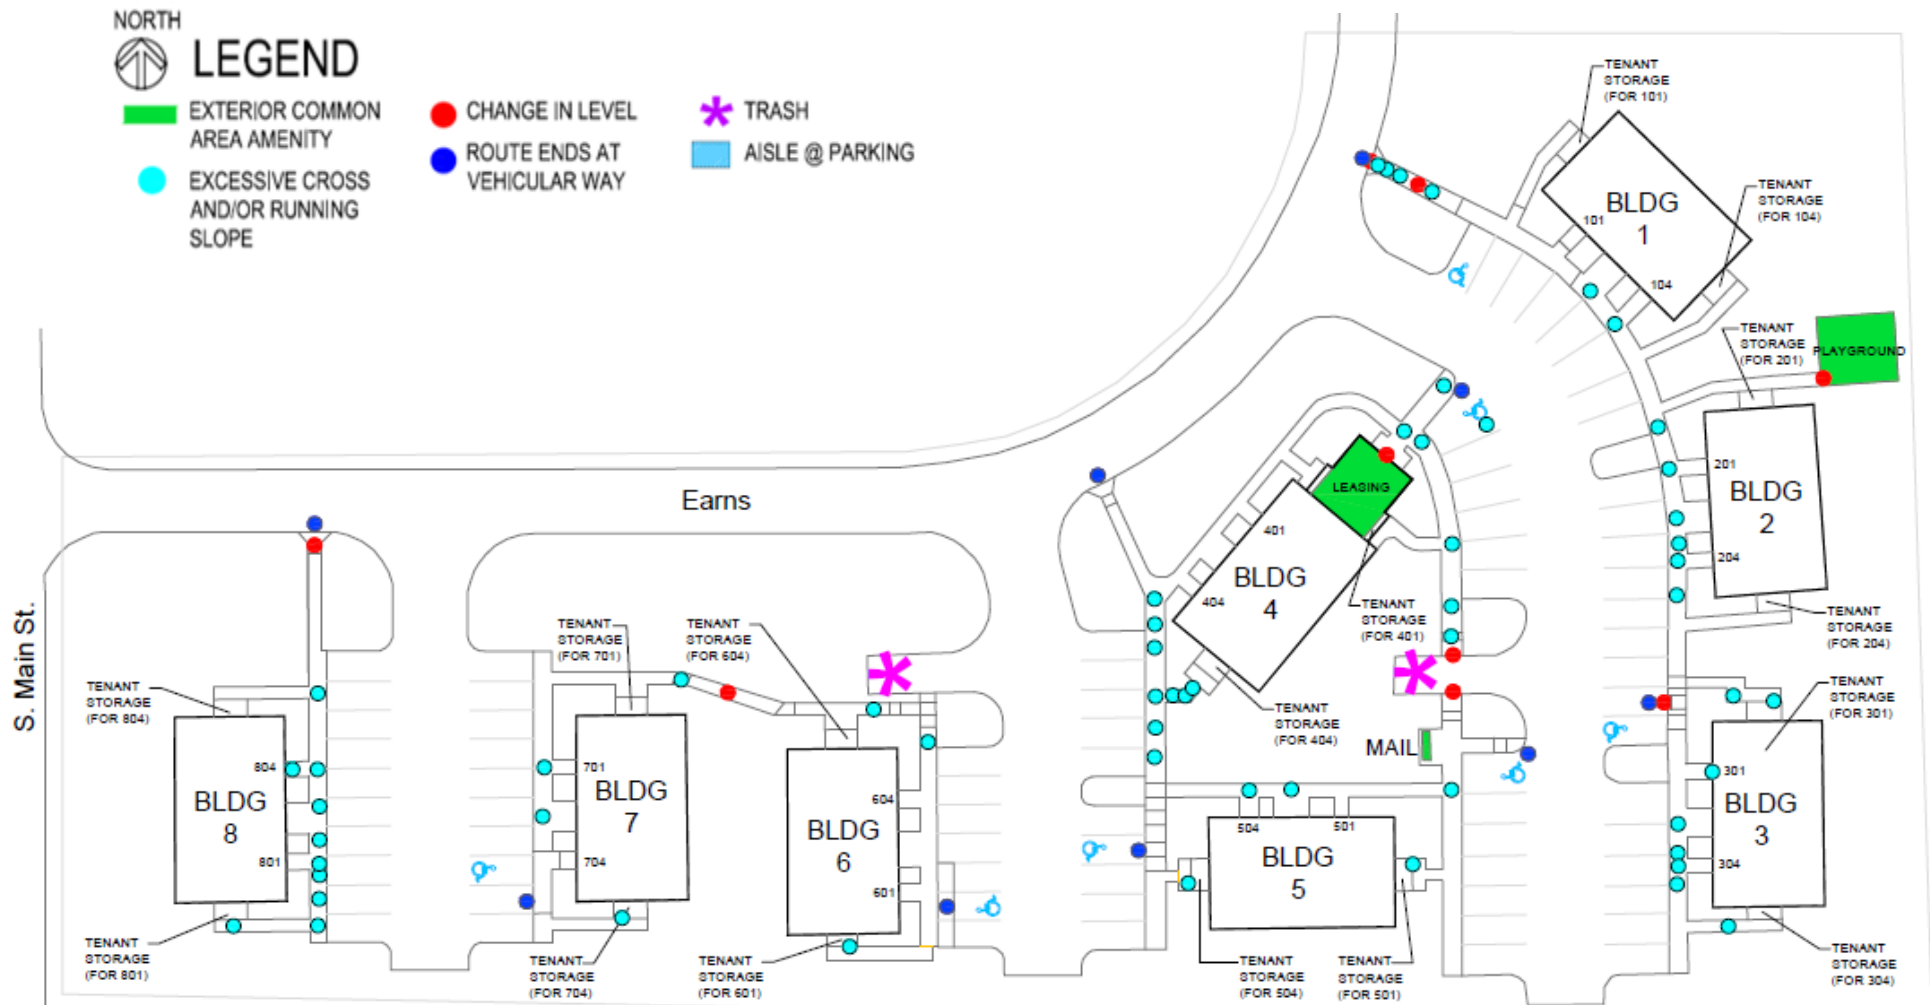 NORTH
LEGEND
EXTERIOR COMMON
AREA AMENITY
EXCESSIVE CROSS
AND/OR RUNNING
SLOPE
CHANGE IN LEVEL
ROUTE ENDS AT
VEHICULAR WAY
TRASH
AISLE @ PARKING
TENANT
STORAGE
(FOR 101)
BLDG
1
101
104
TENANT
STORAGE
(FOR 104)
TENANT
STORAGE
(FOR 201)
PLAYGROUND
201
BLDG
2
204
TENANT
STORAGE
(FOR 204)
Earns
S. Main St.
LEASING
401
BLDG
4
404
TENANT
STORAGE
(FOR 401)
TENANT
STORAGE
(FOR 404)
MAIL
TENANT
STORAGE
(FOR 301)
301
BLDG
3
304
TENANT
STORAGE
(FOR 304)
TENANT
STORAGE
(FOR 804)
804
BLDG
8
801
TENANT
STORAGE
(FOR 801)
TENANT
STORAGE
(FOR 701)
701
BLDG
7
704
TENANT
STORAGE
(FOR 704)
TENANT
STORAGE
(FOR 604)
604
BLDG
6
601
TENANT
STORAGE
(FOR 601)
504
501
BLDG
5
TENANT
STORAGE
(FOR 504)
TENANT
STORAGE
(FOR 501)